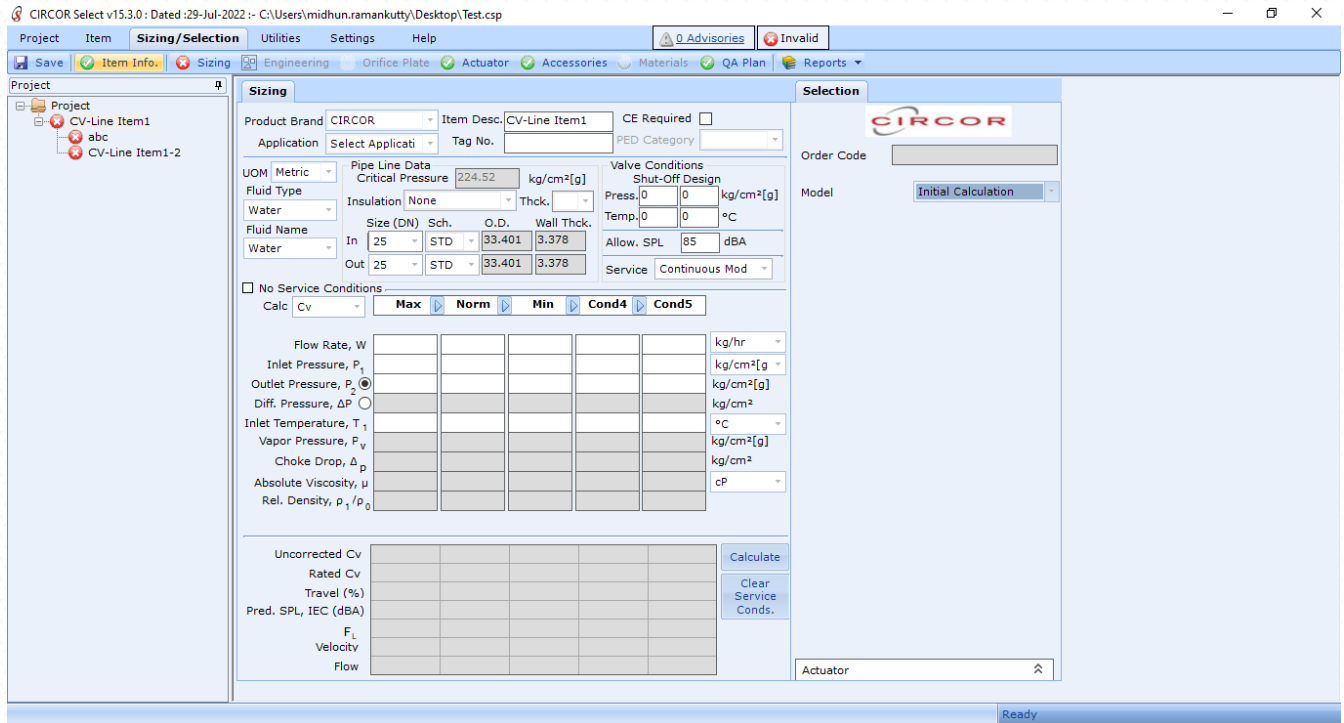 CIRCOR Select v15.3.0 : Dated :29-Jul-2022 :- C:\Users\midhun.ramankutty\Desktop\Test.csp
Project Item Sizing/Selection Utilities Settings Help 0 Advisories Invalid
Save Item Info. Sizing Engineering Orifice Plate Actuator Accessories Materials QA Plan Reports
Project
Project
CV-Line Item1
abc
CV-Line Item1-2
Sizing
Product Brand CIRCOR Item Desc. CV-Line Item1 CE Required
Application Select Applicati Tag No. PED Category
UOM Metric
Fluid Type
Water
Fluid Name
Water
Pipe Line Data
Critical Pressure 224.52 kg/cm²[g]
Insulation None Thck.
Size (DN) Sch. O.D. Wall Thck.
In 25 STD 33.401 3.378
Out 25 STD 33.401 3.378
Valve Conditions
Shut-Off Design
Press. 0 0 kg/cm²[g]
Temp. 0 0 °C
Allow. SPL 85 dBA
Service Continuous Mod
No Service Conditions
Calc Cv Max Norm Min Cond4 Cond5
Flow Rate, W kg/hr
Inlet Pressure, P₁ kg/cm²[g
Outlet Pressure, P₂ kg/cm²[g]
Diff. Pressure, ΔP kg/cm²
Inlet Temperature, T₁ °C
Vapor Pressure, Pᵥ kg/cm²[g]
Choke Drop, Δp kg/cm²
Absolute Viscosity, μ cP
Rel. Density, ρ₁/ρ₀
Uncorrected Cv
Rated Cv
Travel (%)
Pred. SPL, IEC (dBA)
F_L
Velocity
Flow
Calculate
Clear
Service
Conds.
Selection
CIRCOR
Order Code
Model Initial Calculation
Actuator
Ready